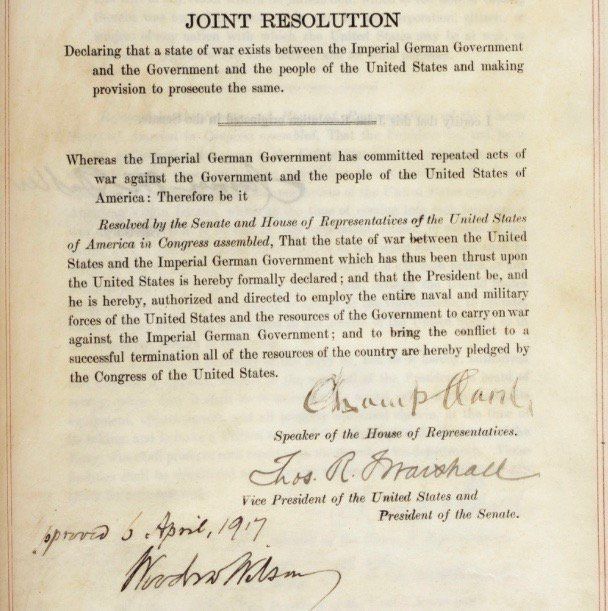 JOINT RESOLUTION
Declaring that a state of war exists between the Imperial German Government
and the Government and the people of the United States and making
provision to prosecute the same.
Whereas the Imperial German Government has committed repeated acts of
war against the Government and the people of the United States of
America: Therefore be it
Resolved by the Senate and House of Representatives of the United States
of America in Congress assembled, That the state of war between the United
States and the Imperial German Government which has thus been thrust upon
the United States is hereby formally declared; and that the President be, and
he is hereby, authorized and directed to employ the entire naval and military
forces of the United States and the resources of the Government to carry on war
against the Imperial German Government; and to bring the conflict to a
successful termination all of the resources of the country are hereby pledged by
the Congress of the United States.
Champ Clark
Speaker of the House of Representatives.
Thos. R. Marshall
Vice President of the United States and
President of the Senate.
pproved 6 April, 1917
Woodrow Wilson